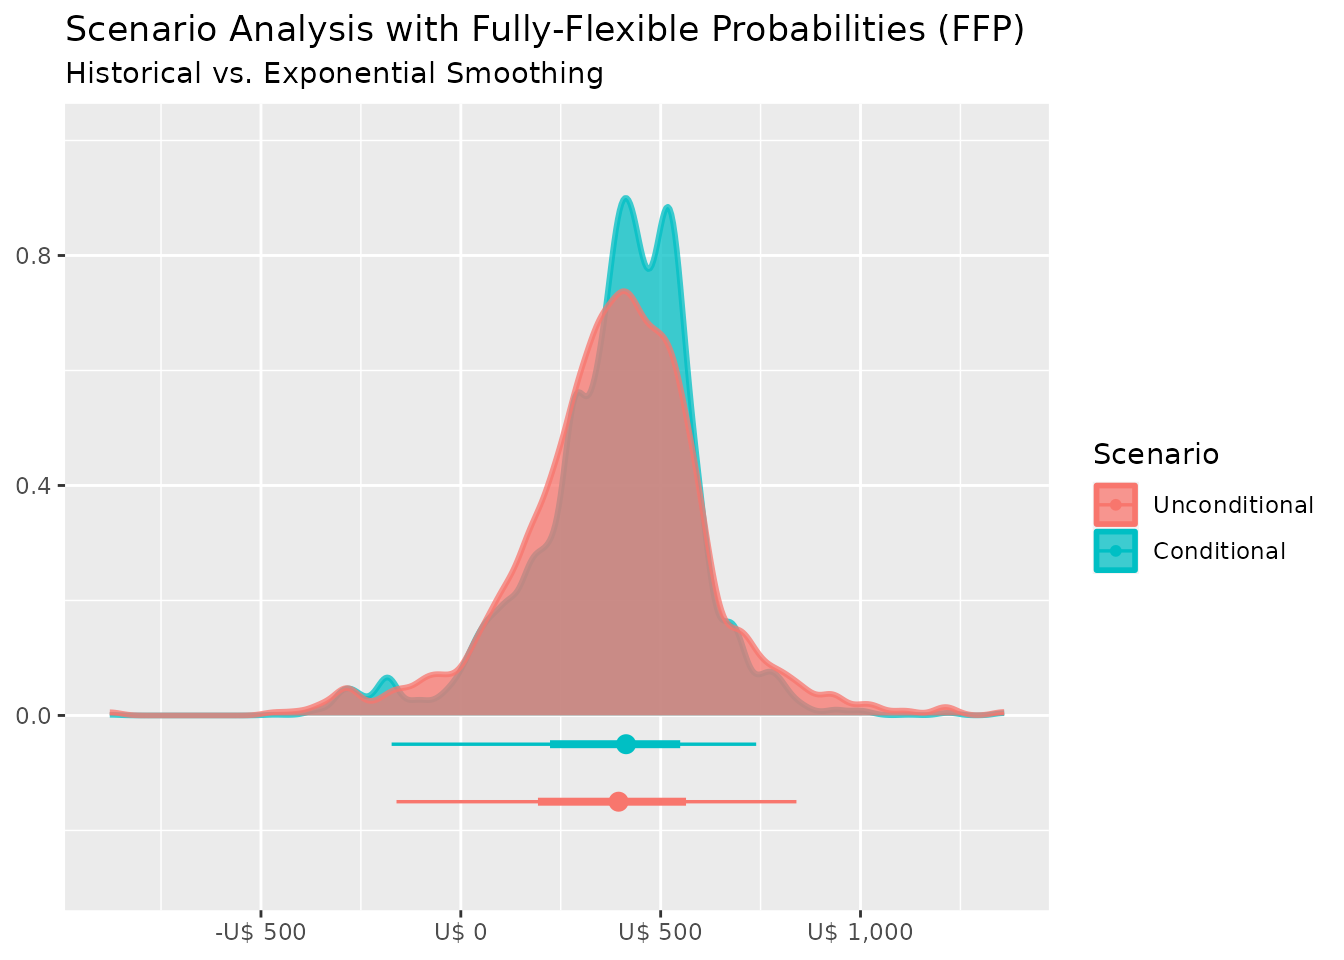 Scenario Analysis with Fully-Flexible Probabilities (FFP)
Historical vs. Exponential Smoothing
0.8
0.4
0.0
-U$ 500
U$ 0
U$ 500
U$ 1,000
Scenario
Unconditional
Conditional